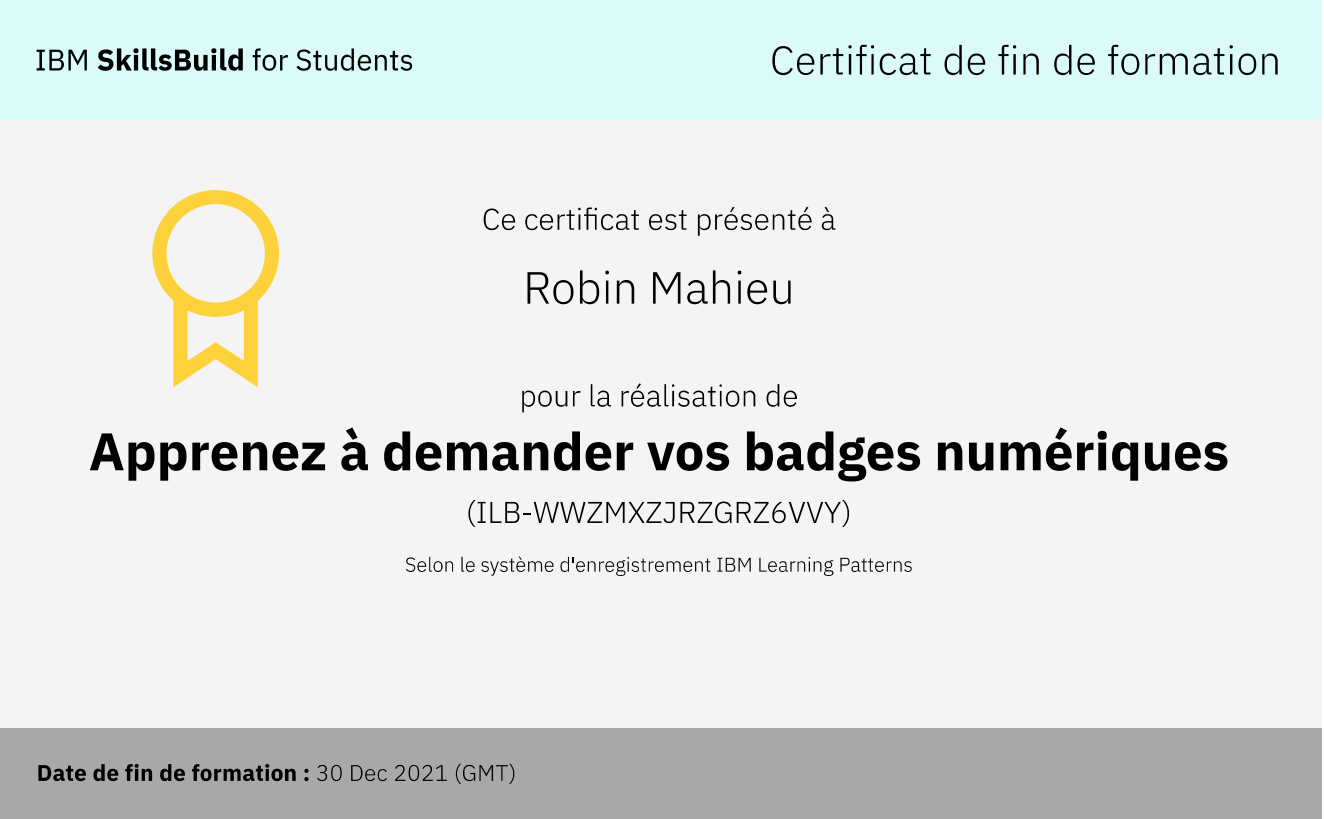 IBM SkillsBuild for Students
Certificat de fin de formation
Ce certificat est présenté à
Robin Mahieu
pour la réalisation de
Apprenez à demander vos badges numériques
(ILB-WWZMXZJRZGRZ6VVY)
Selon le système d'enregistrement IBM Learning Patterns
Date de fin de formation : 30 Dec 2021 (GMT)